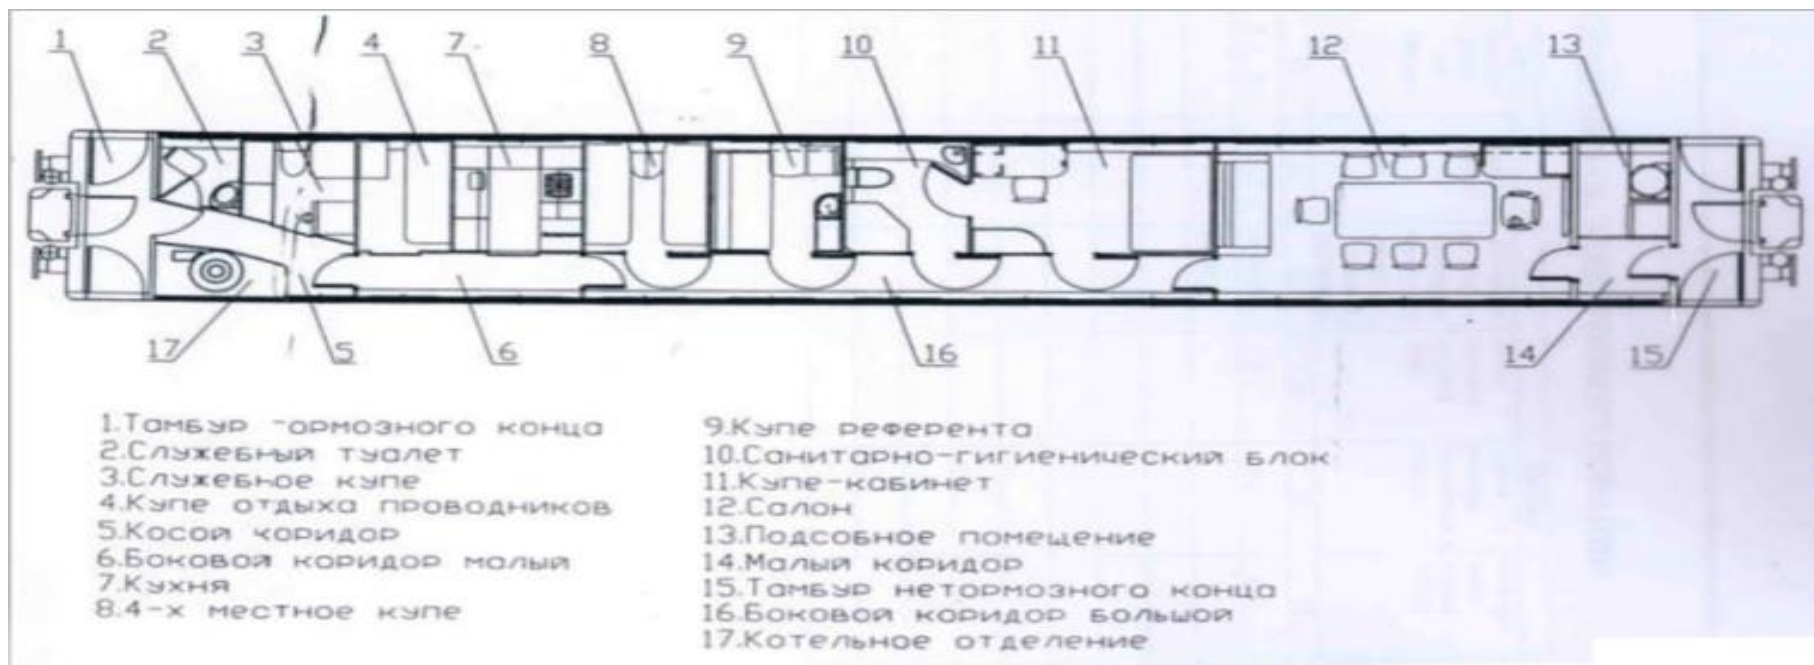 1 2 3 4 7 8 9 10 11 12 13
17 5 6 16 14 15
1.Тамбур тормозного конца
2.Служебный туалет
3.Служебное купе
4.Купе отдыха проводников
5.Косой коридор
6.Боковой коридор малый
7.Кухня
8.4-х местное купе
9.Купе референта
10.Санитарно-гигиенический блок
11.Купе-кабинет
12.Салон
13.Подсобное помещение
14.Малый коридор
15.Тамбур нетормозного конца
16.Боковой коридор большой
17.Котельное отделение